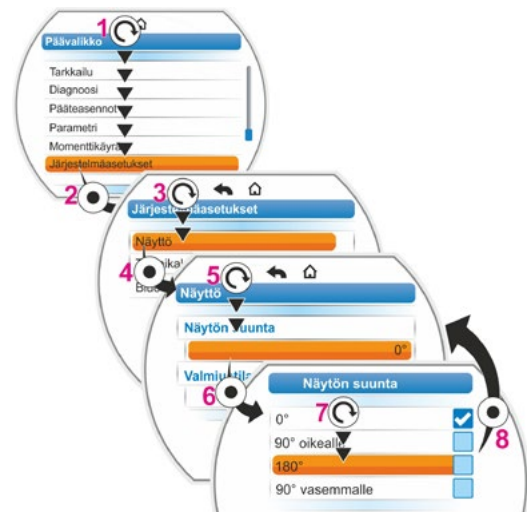 1
Päävalikko
Tarkkailu
Diagnoosi
Pääteasennot
Parametri
Momenttikäyrä
Järjestelmäasetukset
2
3
Järjestelmäasetukset
Näyttö
4
5
Näyttö
Näytön suunta
0°
6
Näytön suunta
7
0°
90° oikealle
180°
90° vasemmalle
8